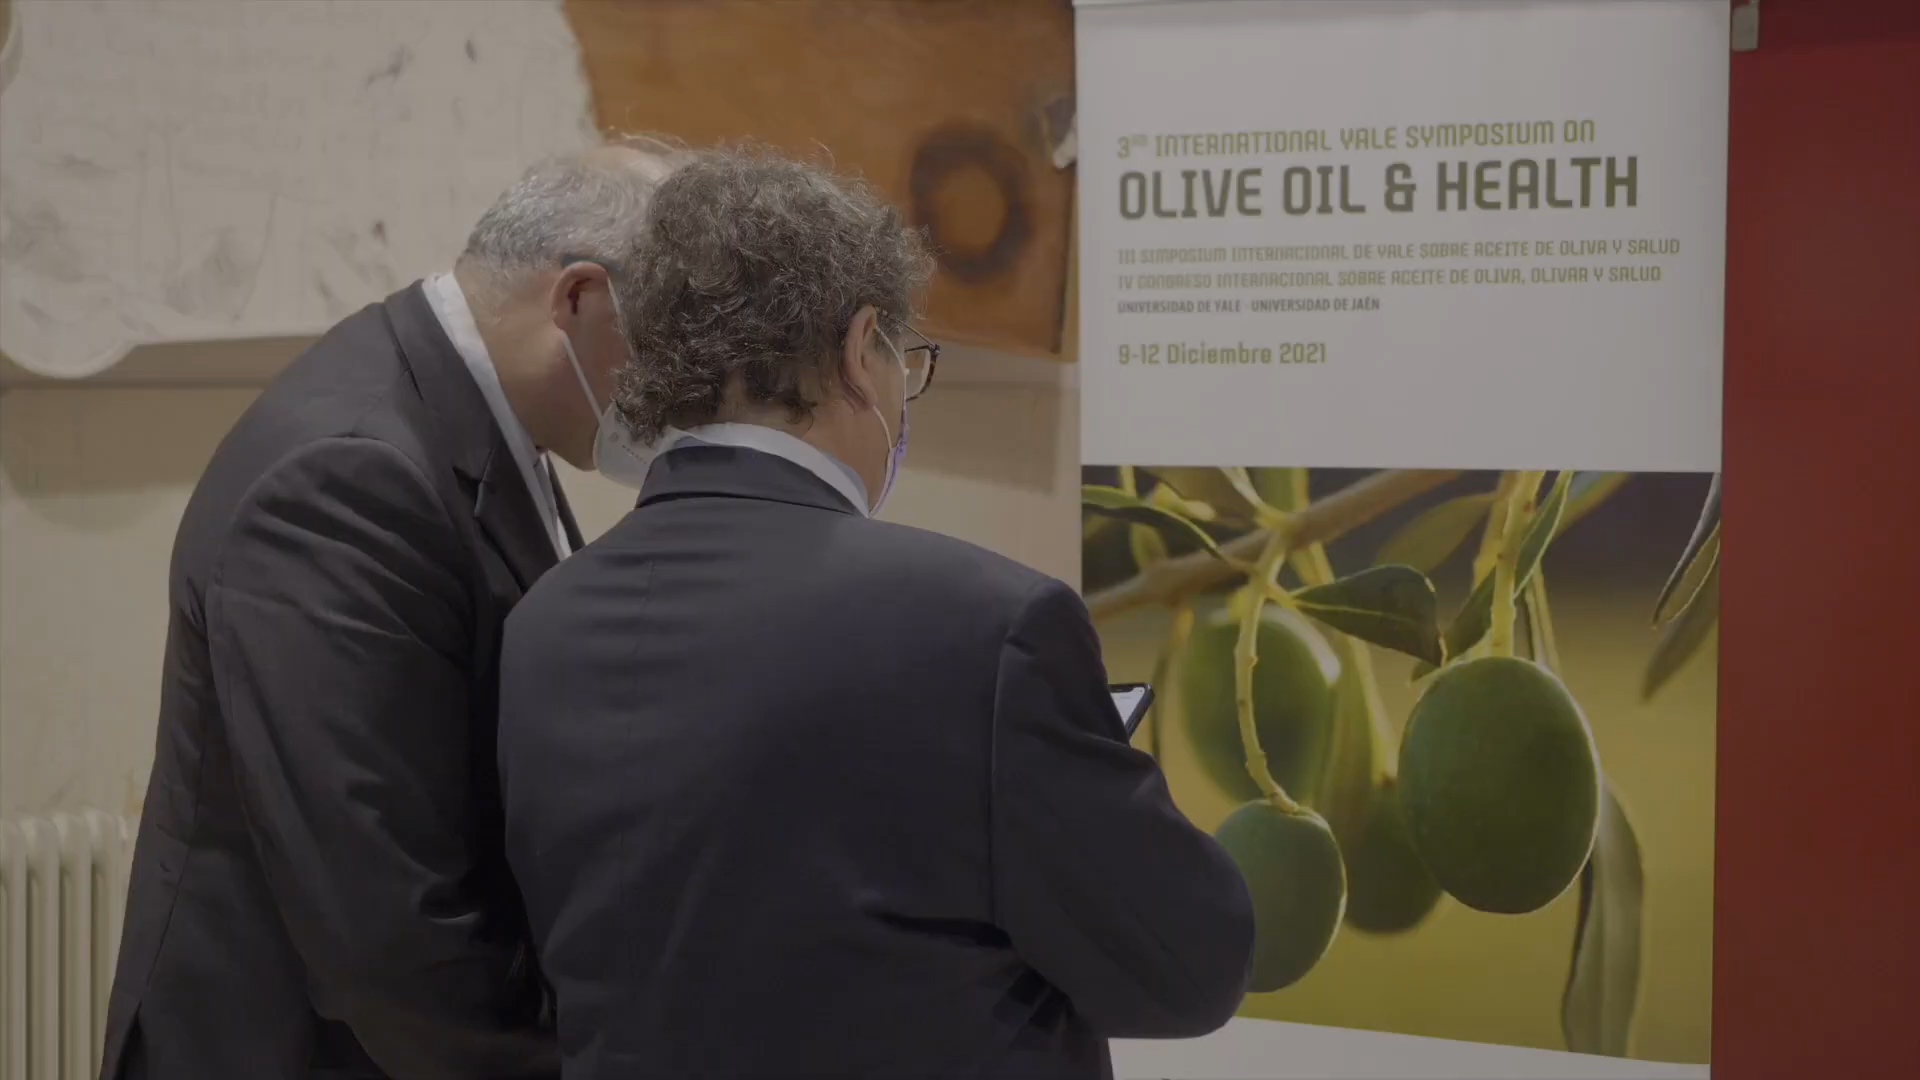 3RD INTERNATIONAL YALE SYMPOSIUM ON
OLIVE OIL & HEALTH
III SIMPOSIUM INTERNACIONAL DE YALE SOBRE ACEITE DE OLIVA Y SALUD
IV CONGRESO INTERNACIONAL SOBRE ACEITE DE OLIVA, OLIVAR Y SALUD
UNIVERSIDAD DE YALE - UNIVERSIDAD DE JAÉN
9-12 Diciembre 2021